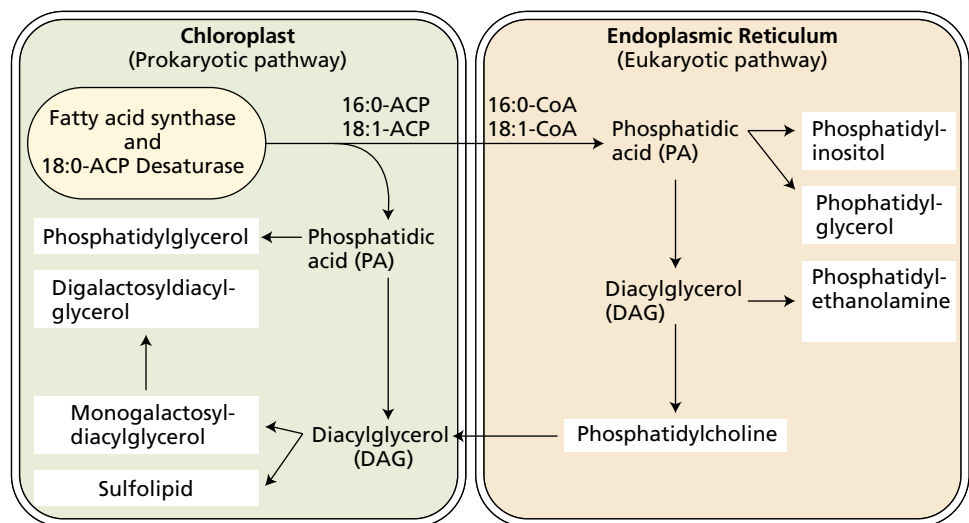 Chloroplast
(Prokaryotic pathway)
Fatty acid synthase
and
18:0-ACP Desaturase
16:0-ACP
18:1-ACP
Phosphatidylglycerol
Phosphatidic
acid (PA)
Digalactosyldiacyl-
glycerol
Monogalactosyl-
diacylglycerol
Diacylglycerol
(DAG)
Sulfolipid
Endoplasmic Reticulum
(Eukaryotic pathway)
16:0-CoA
18:1-CoA
Phosphatidic
acid (PA)
Phosphatidyl-
inositol
Phophatidyl-
glycerol
Diacylglycerol
(DAG)
Phosphatidyl-
ethanolamine
Phosphatidylcholine